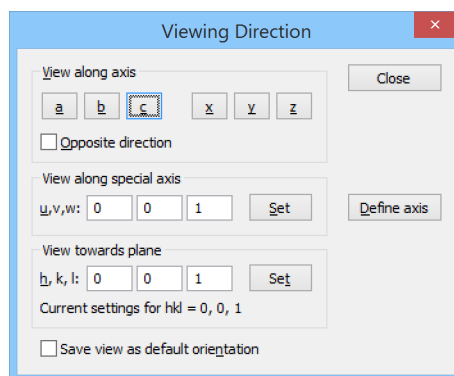 Viewing Direction
View along axis
Close
a b c x y z
Opposite direction
View along special axis
u,v,w: 0 0 1 Set
Define axis
View towards plane
h, k, l: 0 0 1 Set
Current settings for hkl = 0, 0, 1
Save view as default orientation